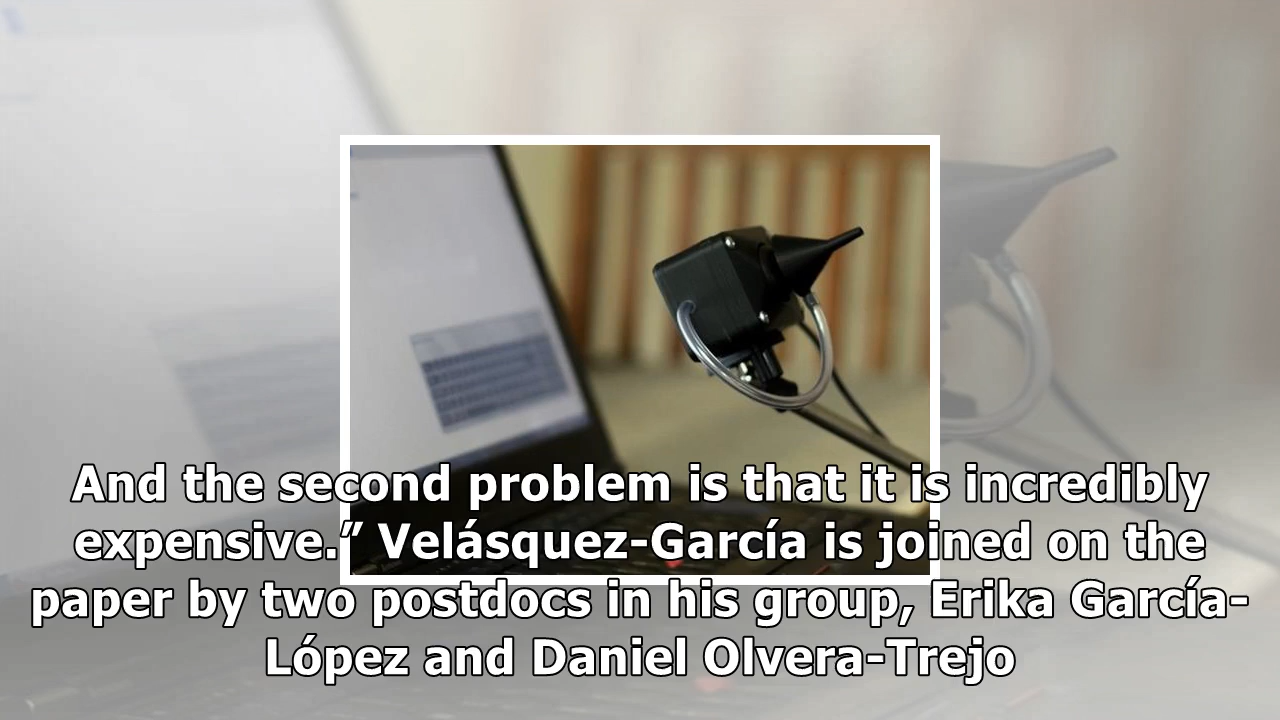 And the second problem is that it is incredibly
expensive.” Velásquez-García is joined on the
paper by two postdocs in his group, Erika García-
López and Daniel Olvera-Trejo